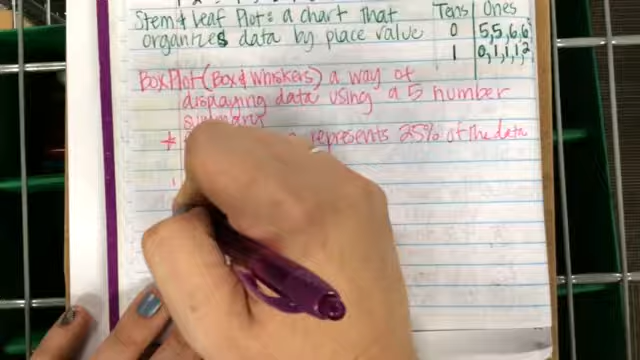 Stem & Leaf Plot: a chart that
organizes data by place value
Tens Ones
0 5,5,6,6
1 0,1,1,1,2
Box Plot (Box & Whiskers) a way of
displaying data using a 5 number
summary
* represents 25% of the data